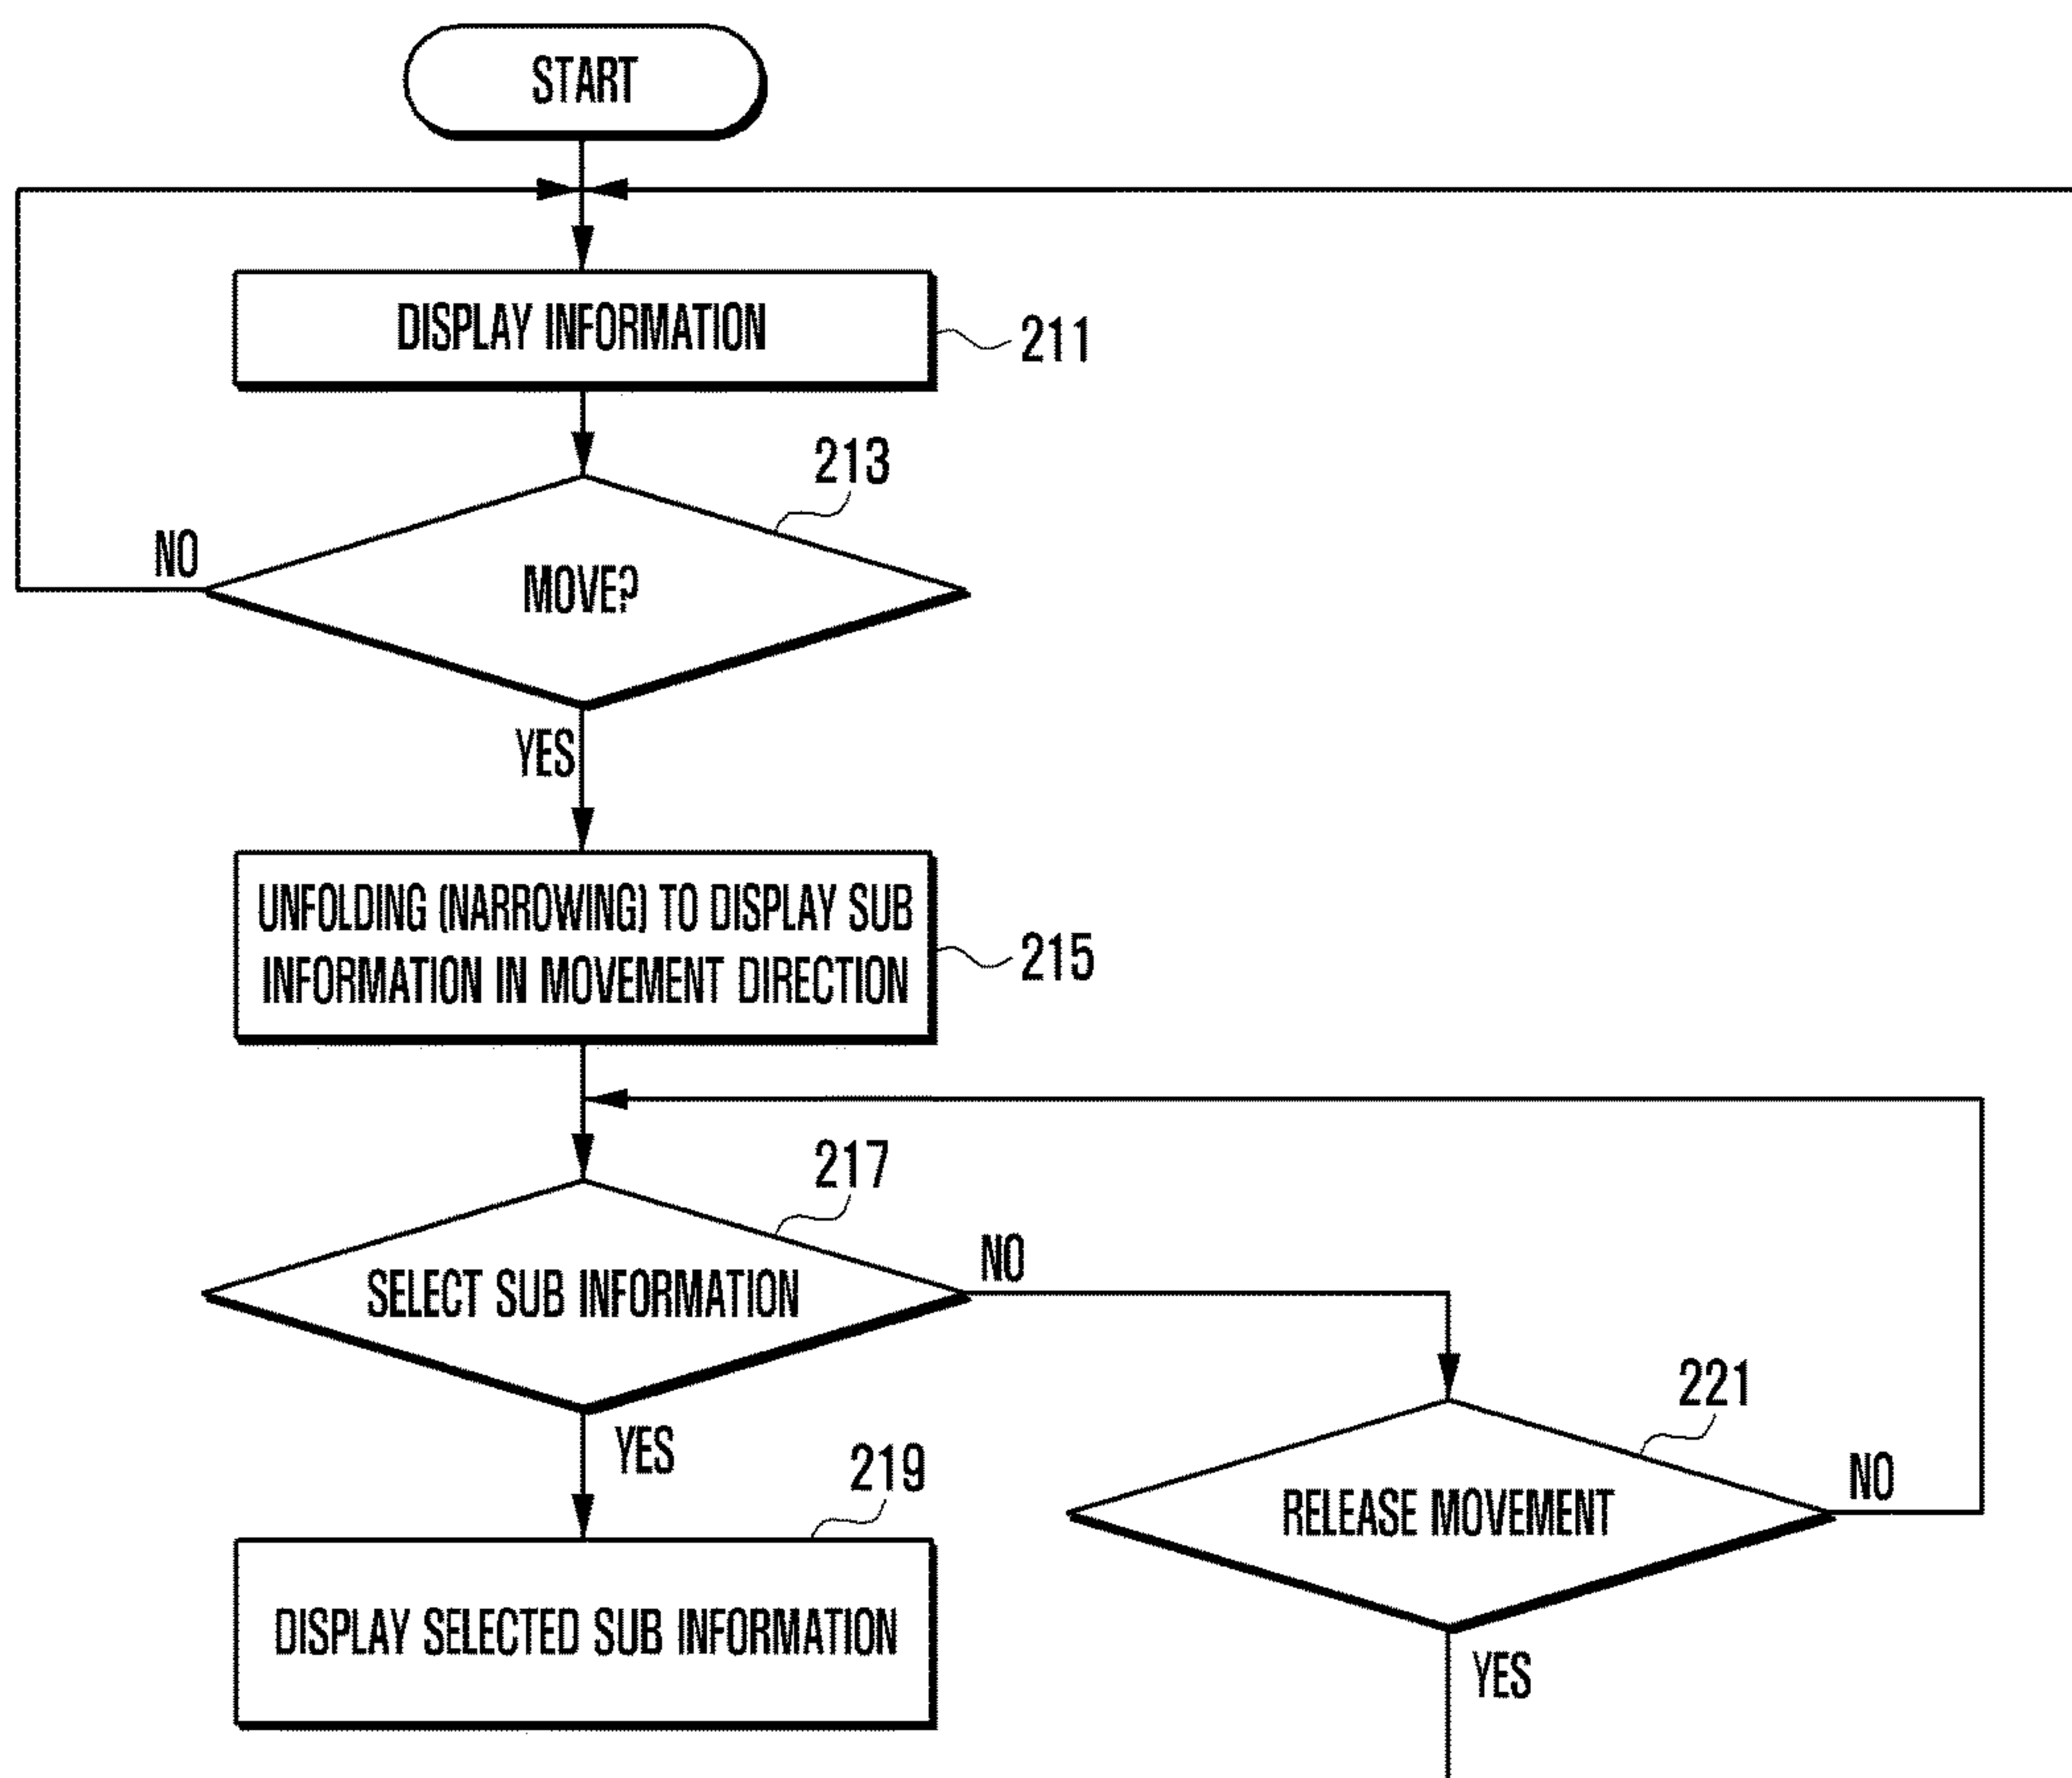 START
DISPLAY INFORMATION
211
213
NO
MOVE?
YES
UNFOLDING (NARROWING) TO DISPLAY SUB
INFORMATION IN MOVEMENT DIRECTION
215
217
SELECT SUB INFORMATION
NO
YES
219
DISPLAY SELECTED SUB INFORMATION
221
RELEASE MOVEMENT
NO
YES